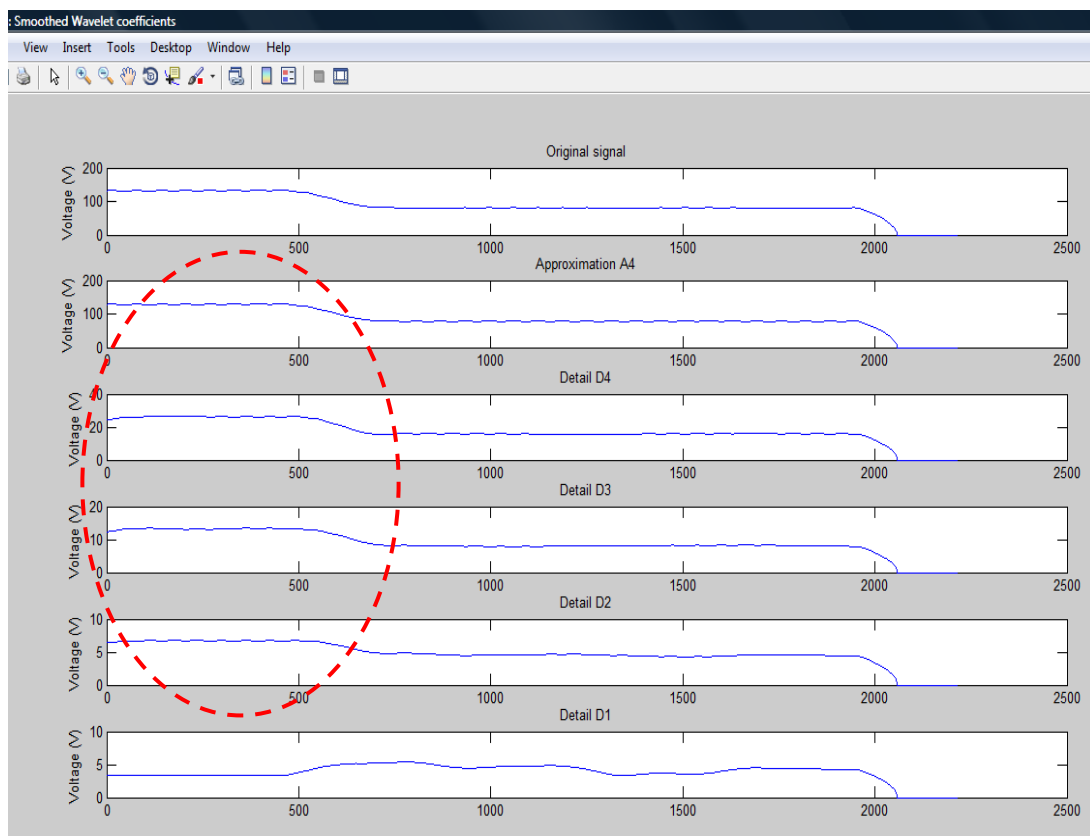 : Smoothed Wavelet coefficients
View Insert Tools Desktop Window Help
Original signal
Voltage (V)
200
100
0
0 500 1000 1500 2000 2500
Approximation A4
Voltage (V)
200
100
0
0 500 1000 1500 2000 2500
Detail D4
Voltage (V)
40
20
0
0 500 1000 1500 2000 2500
Detail D3
Voltage (V)
20
10
0
0 500 1000 1500 2000 2500
Detail D2
Voltage (V)
10
5
0
0 500 1000 1500 2000 2500
Detail D1
Voltage (V)
10
5
0
0 500 1000 1500 2000 2500